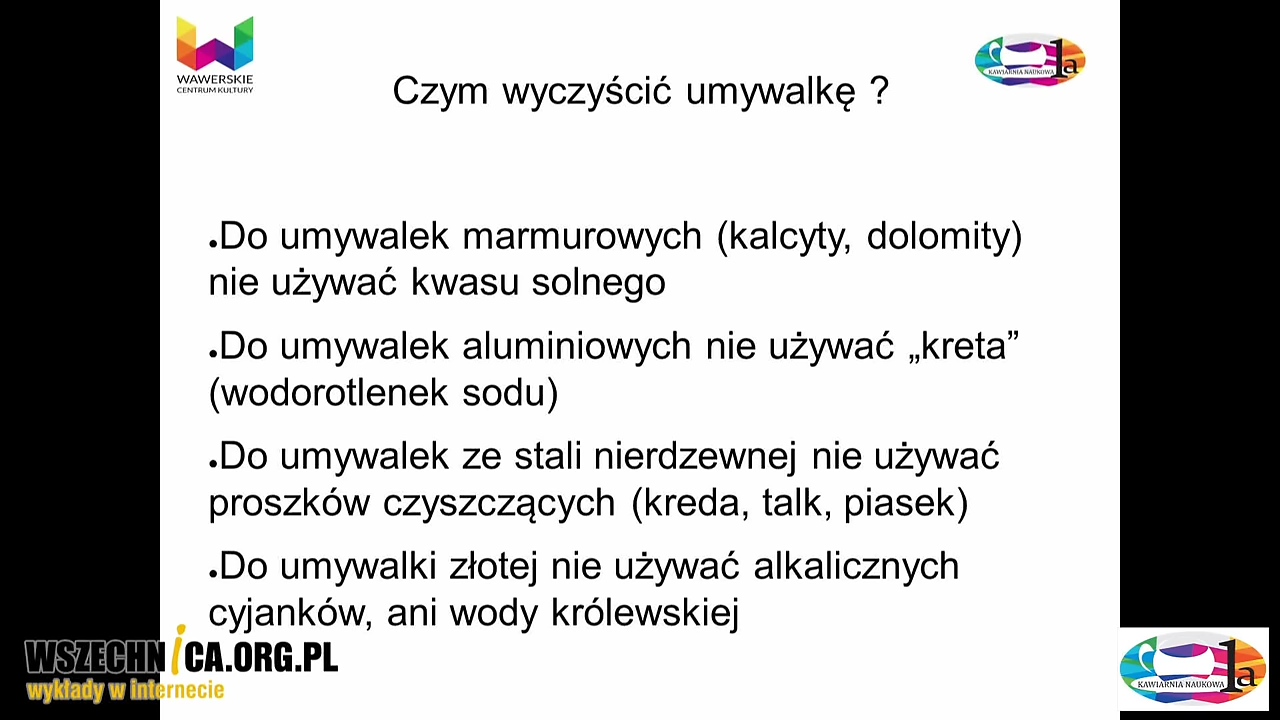 WAWERSKIE
CENTRUM KULTURY
KAWIARNIA NAUKOWA 1a
Czym wyczyścić umywalkę ?
●Do umywalek marmurowych (kalcyty, dolomity)
nie używać kwasu solnego
●Do umywalek aluminiowych nie używać „kreta”
(wodorotlenek sodu)
●Do umywalek ze stali nierdzewnej nie używać
proszków czyszczących (kreda, talk, piasek)
●Do umywalki złotej nie używać alkalicznych
cyjanków, ani wody królewskiej
WSZECHNICA.ORG.PL
wykłady w internecie
KAWIARNIA NAUKOWA 1a